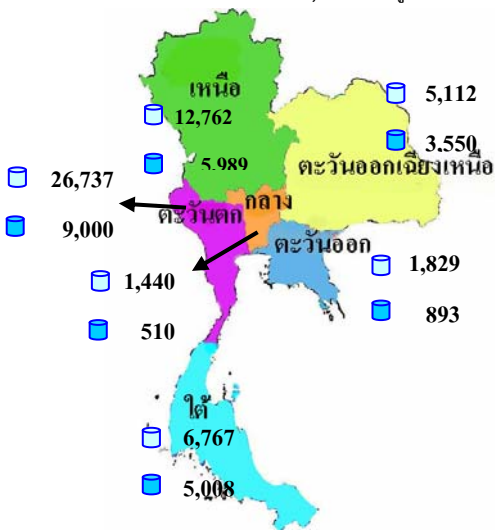 เหนือ
5,112
12,762
3.550
5.989
ตะวันออกเฉียงเหนือ
26,737
กลาง
ตะวันตก
9,000
ตะวันออก
1,829
1,440
893
510
ใต้
6,767
5,008